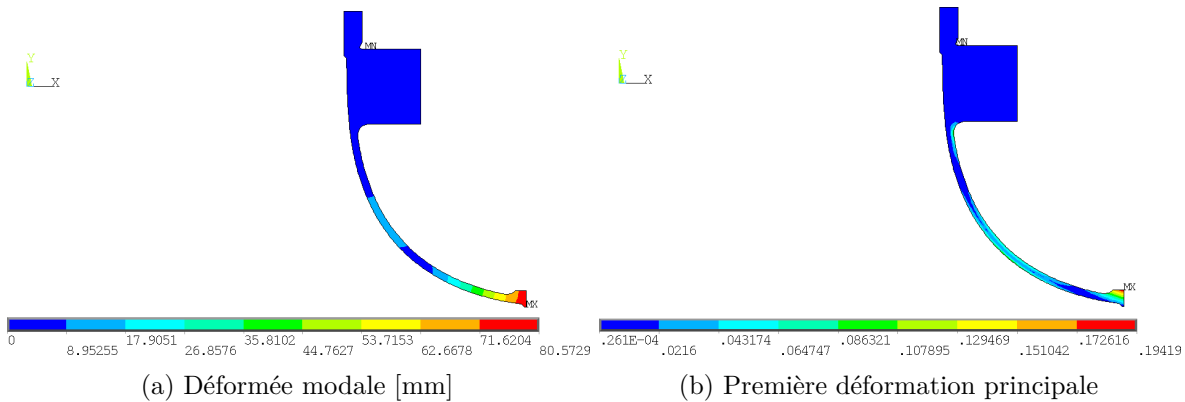 MN
Y
Z
X
MX
0
8.95255
17.9051
26.8576
35.8102
44.7627
53.7153
62.6678
71.6204
80.5729
(a) Déformée modale [mm]
MN
Y
Z
X
MX
.261E-04
.0216
.043174
.064747
.086321
.107895
.129469
.151042
.172616
.19419
(b) Première déformation principale